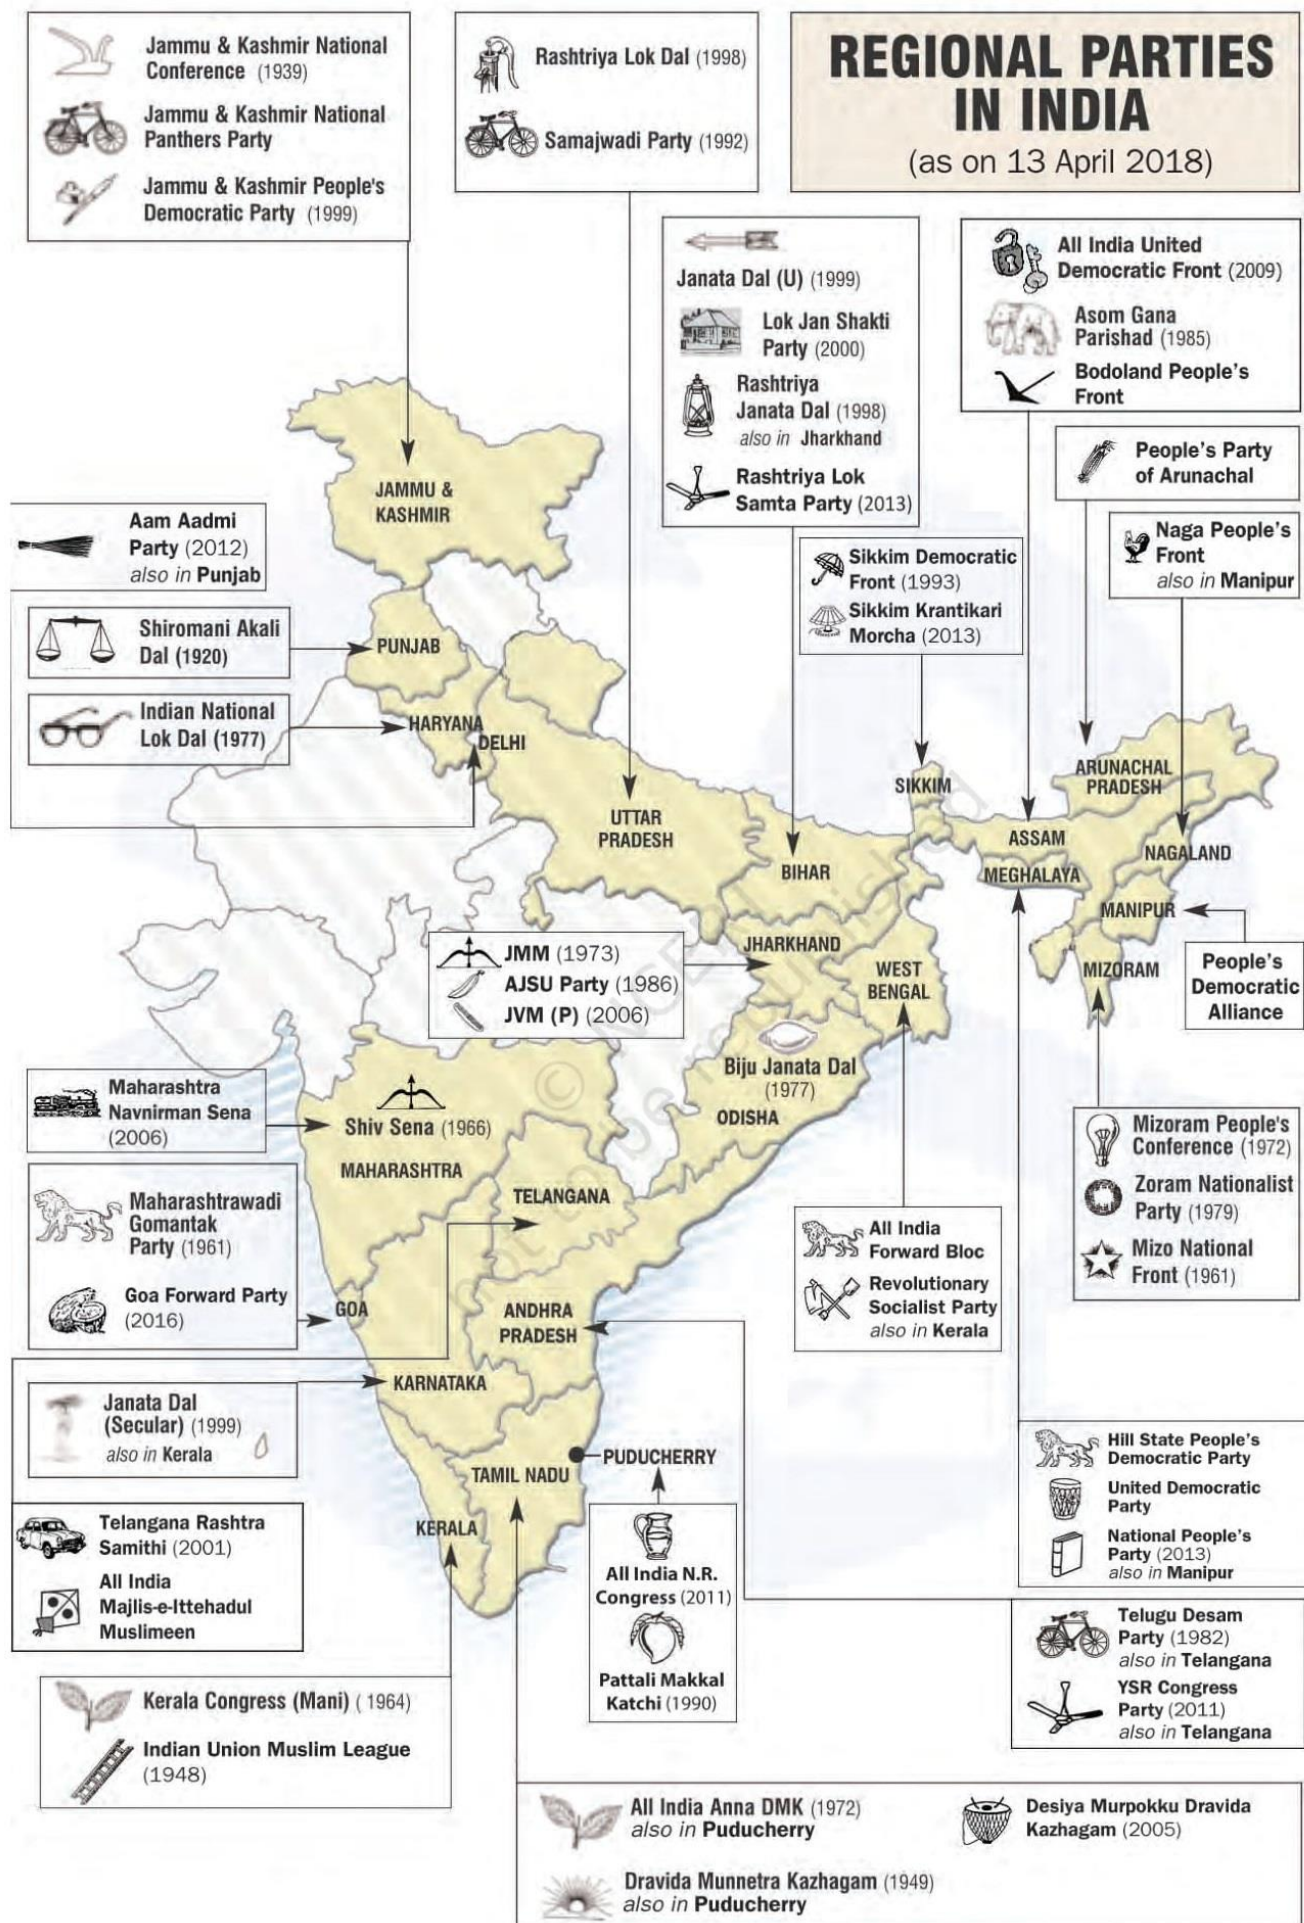 REGIONAL PARTIES
IN INDIA
(as on 13 April 2018)
Jammu & Kashmir National
Conference (1939)
Jammu & Kashmir National
Panthers Party
Jammu & Kashmir People's
Democratic Party (1999)
Rashtriya Lok Dal (1998)
Samajwadi Party (1992)
Janata Dal (U) (1999)
Lok Jan Shakti
Party (2000)
Rashtriya
Janata Dal (1998)
also in Jharkhand
Rashtriya Lok
Samta Party (2013)
All India United
Democratic Front (2009)
Asom Gana
Parishad (1985)
Bodoland People's
Front
People's Party
of Arunachal
Naga People's
Front
also in Manipur
Sikkim Democratic
Front (1993)
Sikkim Krantikari
Morcha (2013)
Aam Aadmi
Party (2012)
also in Punjab
Shiromani Akali
Dal (1920)
Indian National
Lok Dal (1977)
JAMMU &
KASHMIR
PUNJAB
HARYANA
DELHI
UTTAR
PRADESH
BIHAR
SIKKIM
ARUNACHAL
PRADESH
ASSAM
NAGALAND
MEGHALAYA
MANIPUR
MIZORAM
JHARKHAND
WEST
BENGAL
People's
Democratic
Alliance
JMM (1973)
AJSU Party (1986)
JVM (P) (2006)
Biju Janata Dal
(1977)
ODISHA
Maharashtra
Navnirman Sena
(2006)
Shiv Sena (1966)
MAHARASHTRA
TELANGANA
Maharashtrawadi
Gomantak
Party (1961)
Goa Forward Party
(2016)
GOA
ANDHRA
PRADESH
KARNATAKA
Mizoram People's
Conference (1972)
Zoram Nationalist
Party (1979)
Mizo National
Front (1961)
All India
Forward Bloc
Revolutionary
Socialist Party
also in Kerala
Janata Dal
(Secular) (1999)
also in Kerala
PUDUCHERRY
TAMIL NADU
KERALA
Hill State People's
Democratic Party
United Democratic
Party
National People's
Party (2013)
also in Manipur
Telangana Rashtra
Samithi (2001)
All India
Majlis-e-Ittehadul
Muslimeen
All India N.R.
Congress (2011)
Pattali Makkal
Katchi (1990)
Telugu Desam
Party (1982)
also in Telangana
YSR Congress
Party (2011)
also in Telangana
Kerala Congress (Mani) ( 1964)
Indian Union Muslim League
(1948)
All India Anna DMK (1972)
also in Puducherry
Desiya Murpokku Dravida
Kazhagam (2005)
Dravida Munnetra Kazhagam (1949)
also in Puducherry
© NCERT
not to be republished